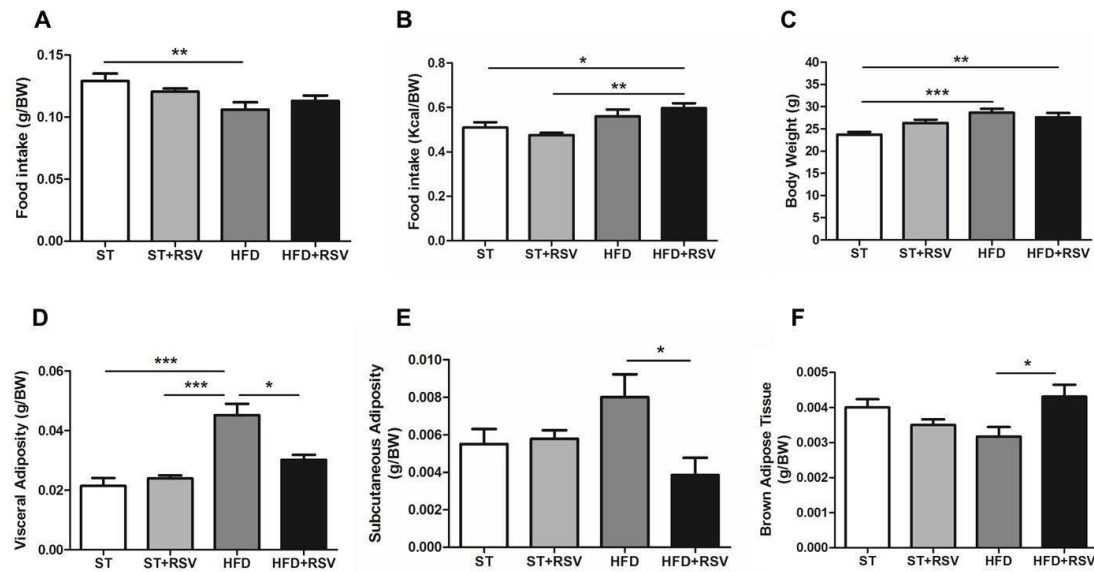 A
Food intake (g/BW)
0.15
0.10
0.05
0.00
**
ST ST+RSV HFD HFD+RSV
B
Food intake (Kcal/BW)
0.8
0.6
0.4
0.2
0.0
*
**
ST ST+RSV HFD HFD+RSV
C
Body Weight (g)
40
35
30
25
20
15
10
5
0
**
***
ST ST+RSV HFD HFD+RSV
D
Visceral Adiposity (g/BW)
0.06
0.04
0.02
0.00
***
*** *
ST ST+RSV HFD HFD+RSV
E
Subcutaneous Adiposity
(g/BW)
0.010
0.008
0.006
0.004
0.002
0.000
*
ST ST+RSV HFD HFD+RSV
F
Brown Adipose Tissue
(g/BW)
0.005
0.004
0.003
0.002
0.001
0.000
*
ST ST+RSV HFD HFD+RSV